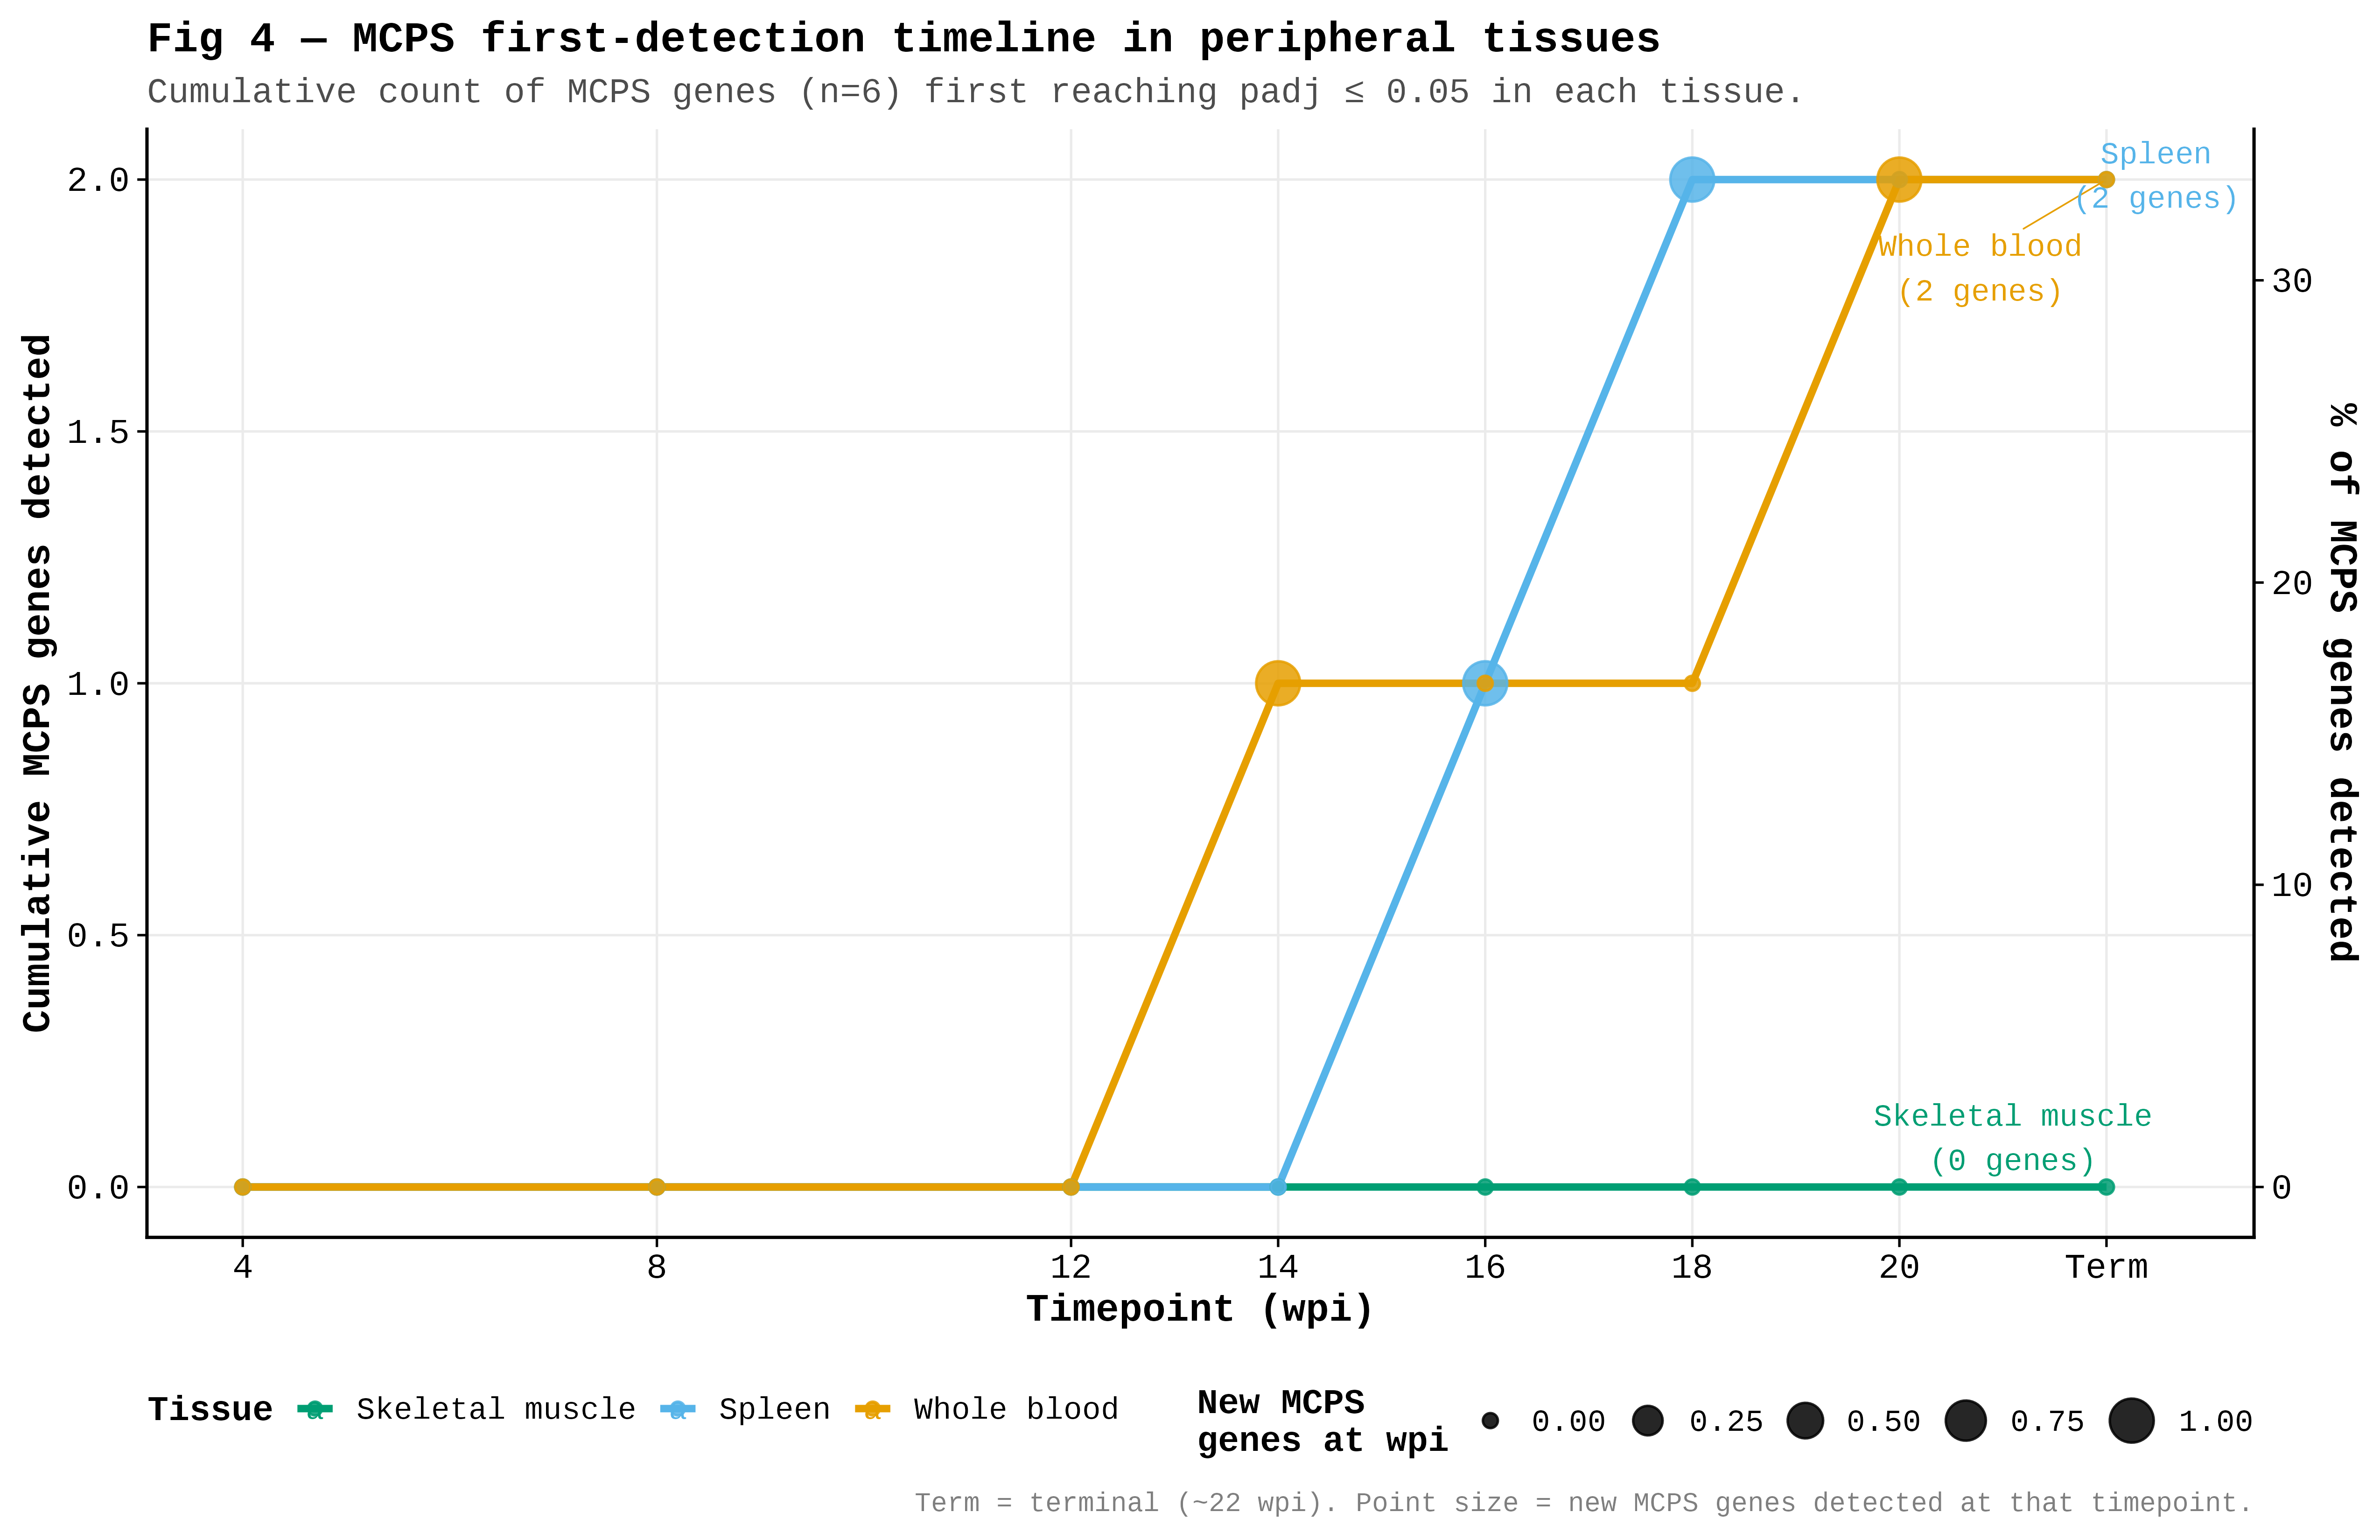 Fig 4 — MCPS first-detection timeline in peripheral tissues
Cumulative count of MCPS genes (n=6) first reaching padj ≤ 0.05 in each tissue.
Cumulative MCPS genes detected
2.0
1.5
1.0
0.5
0.0
Spleen
(2 genes)
Whole blood
(2 genes)
Skeletal muscle
(0 genes)
30
20
10
0
% of MCPS genes detected
4 8 12 14 16 18 20 Term
Timepoint (wpi)
Tissue a Skeletal muscle a Spleen a Whole blood
New MCPS
genes at wpi
0.00 0.25 0.50 0.75 1.00
Term = terminal (~22 wpi). Point size = new MCPS genes detected at that timepoint.